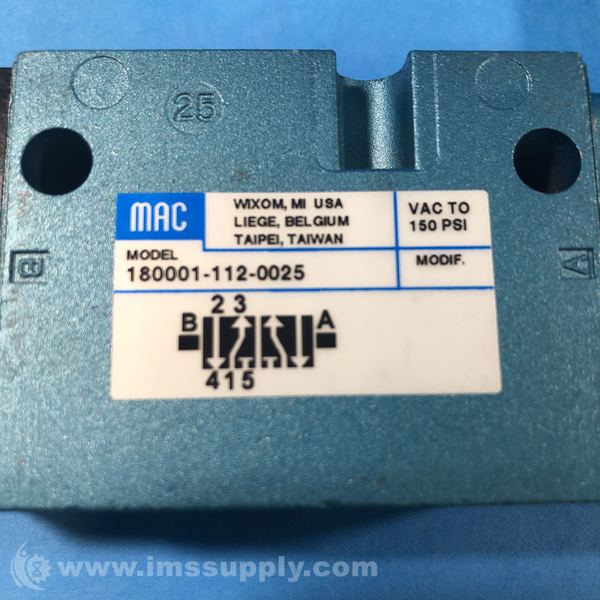 25
MAC
WIXOM, MI USA
LIEGE, BELGIUM
TAIPEI, TAIWAN
VAC TO
150 PSI
MODEL
180001-112-0025
MODIF.
2 3
B A
4 1 5
B
A
www.imssupply.com